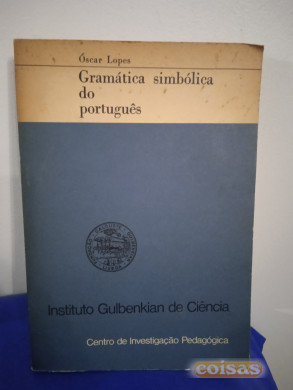 Óscar Lopes
Gramática simbólica
do
português
Instituto Gulbenkian de Ciência
Centro de Investigação Pedagógica
coisas